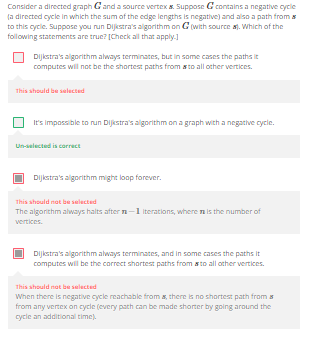 Consider a directed graph G and a source vertex s. Suppose G contains a negative cycle
(a directed cycle in which the sum of the edge lengths is negative) and also a path from s
to this cycle. Suppose you run Dijkstra's algorithm on G (with source s). Which of the
following statements are true? [Check all that apply.]
Dijkstra's algorithm always terminates, but in some cases the paths it
computes will not be the shortest paths from s to all other vertices.
This should be selected
It's impossible to run Dijkstra's algorithm on a graph with a negative cycle.
Un-selected is correct
Dijkstra's algorithm might loop forever.
This should not be selected
The algorithm always halts after n − 1 iterations, where n is the number of
vertices.
Dijkstra's algorithm always terminates, and in some cases the paths it
computes will be the correct shortest paths from s to all other vertices.
This should not be selected
When there is negative cycle reachable from s, there is no shortest path from s
from any vertex on cycle (every path can be made shorter by going around the
cycle an additional time).